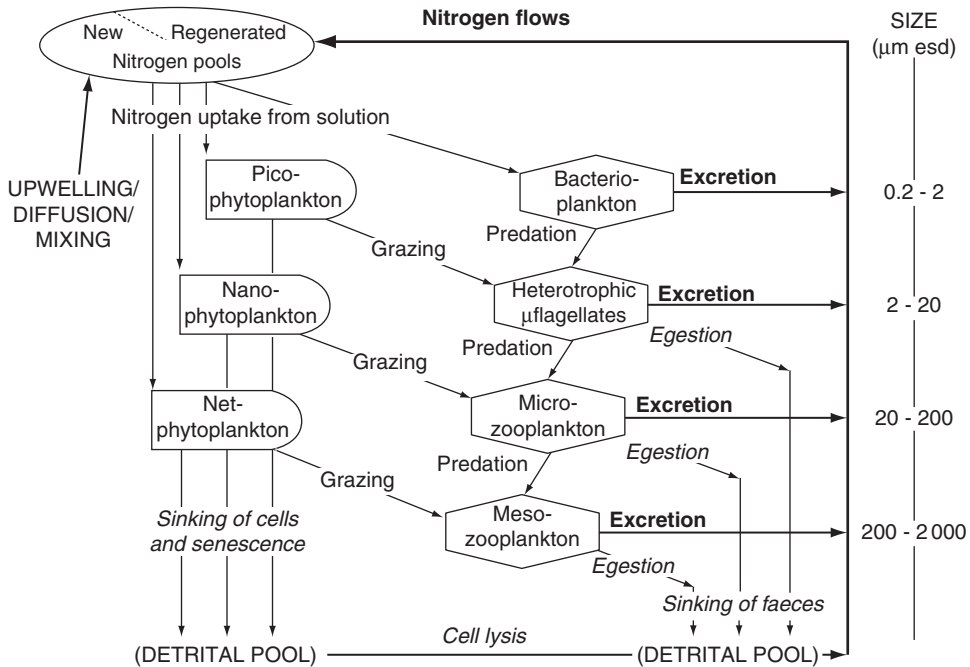 Nitrogen flows
SIZE
(μm esd)
New
Regenerated
Nitrogen pools
Nitrogen uptake from solution
UPWELLING/
DIFFUSION/
MIXING
Pico-
phytoplankton
Bacterio-
plankton
Excretion
0.2 - 2
Predation
Grazing
Nano-
phytoplankton
Heterotrophic
μflagellates
Excretion
2 - 20
Egestion
Predation
Grazing
Net-
phytoplankton
Micro-
zooplankton
Excretion
20 - 200
Egestion
Predation
Grazing
Meso-
zooplankton
Excretion
200 - 2 000
Sinking of cells
and senescence
Egestion
Sinking of faeces
(DETRITAL POOL)
Cell lysis
(DETRITAL POOL)